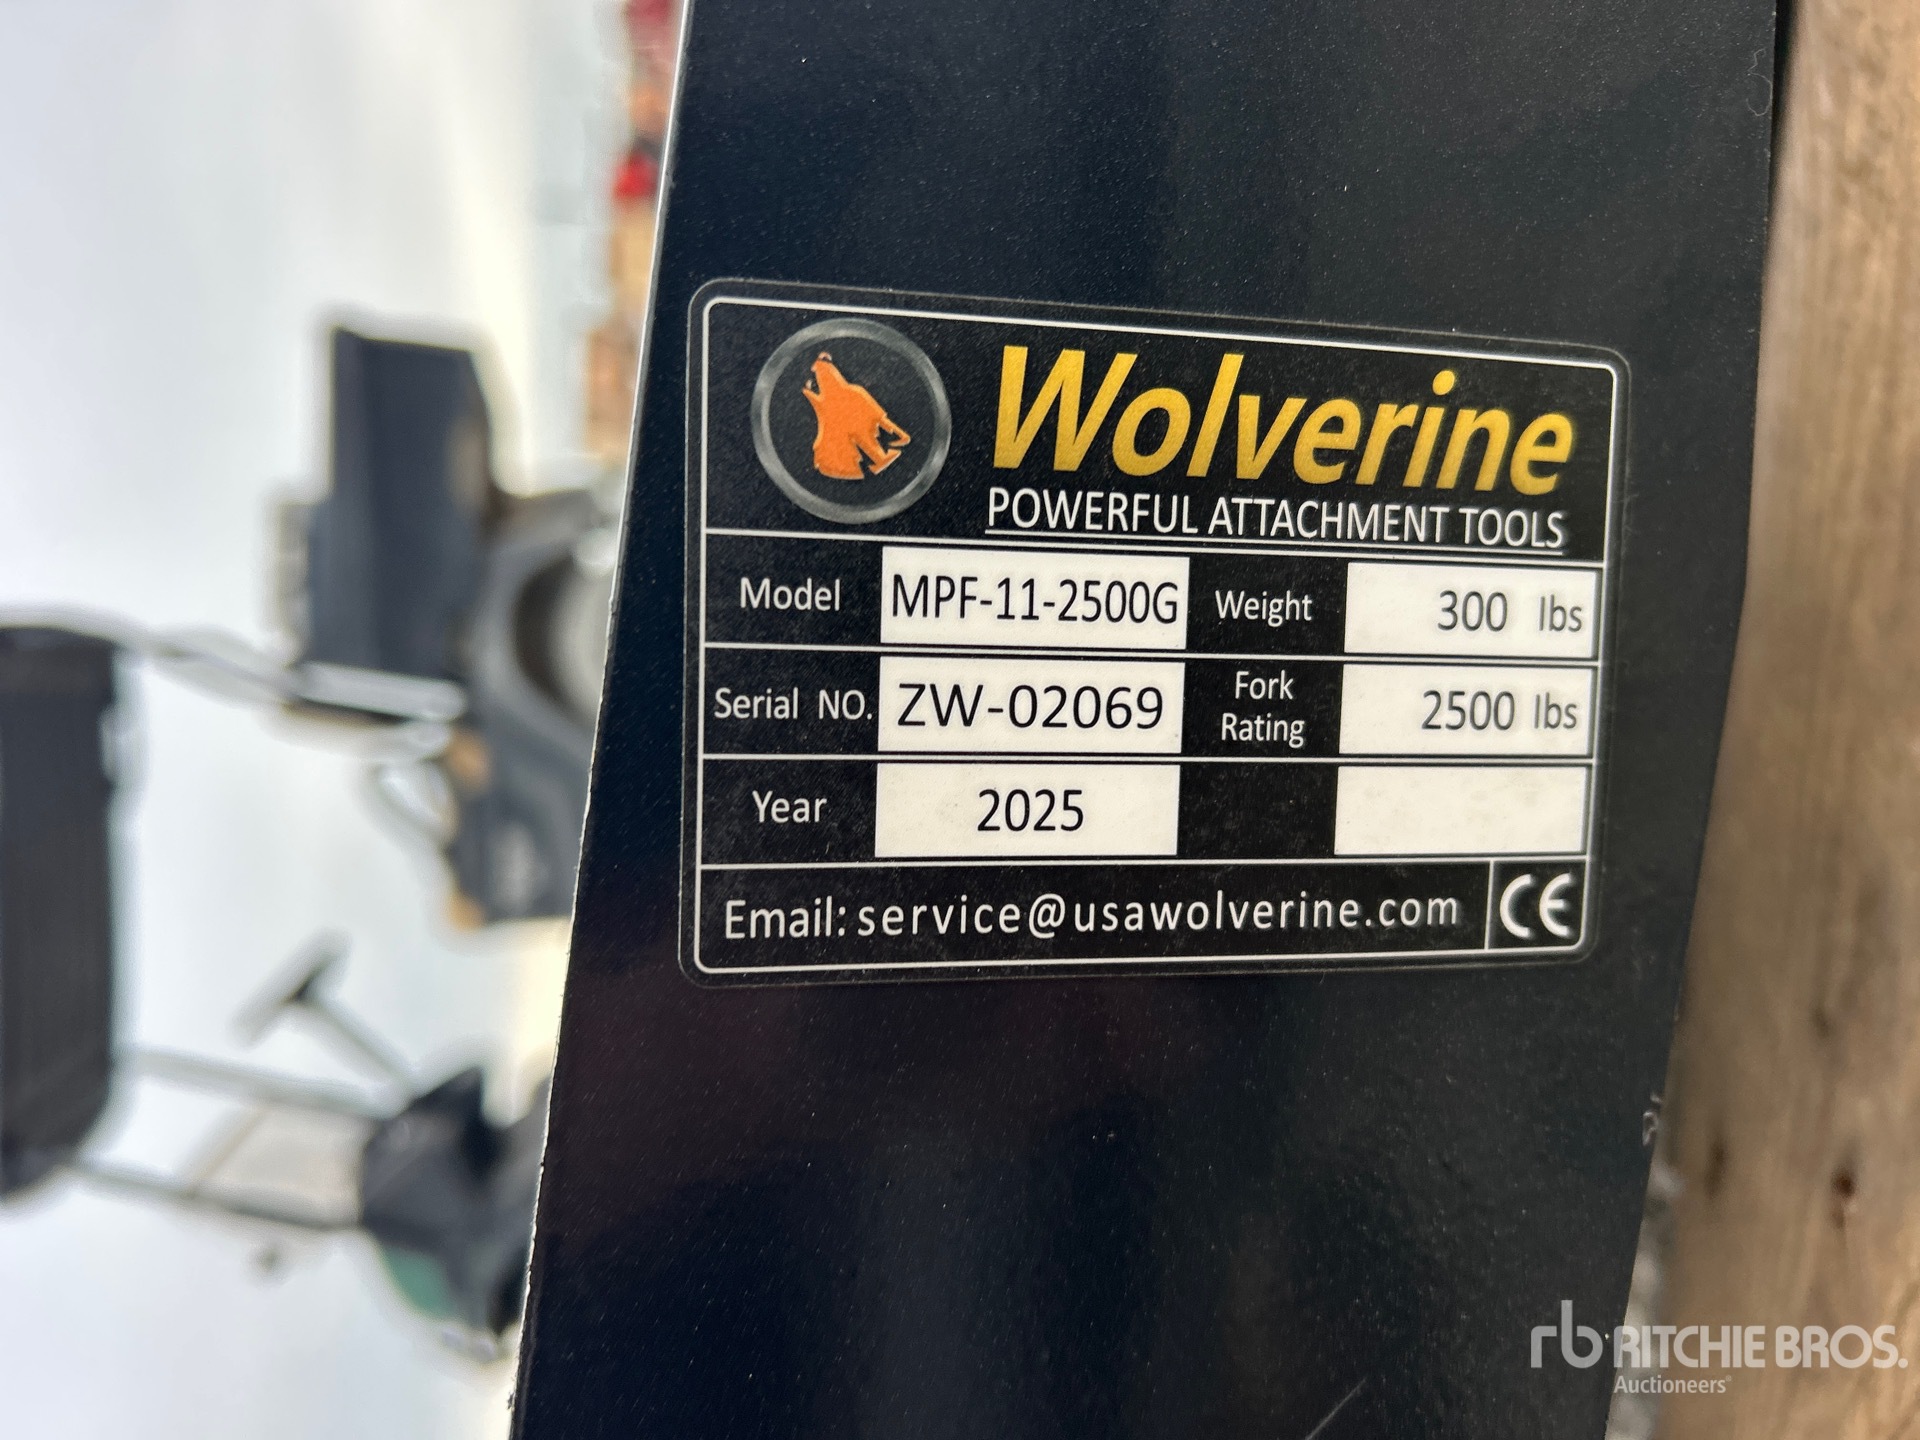 Wolverine
POWERFUL ATTACHMENT TOOLS
Model MPF-11-2500G Weight 300 lbs
Serial NO. ZW-02069 Fork Rating 2500 lbs
Year 2025
Email: service@usawolverine.com CE
rb RITCHIE BROS.
Auctioneers®